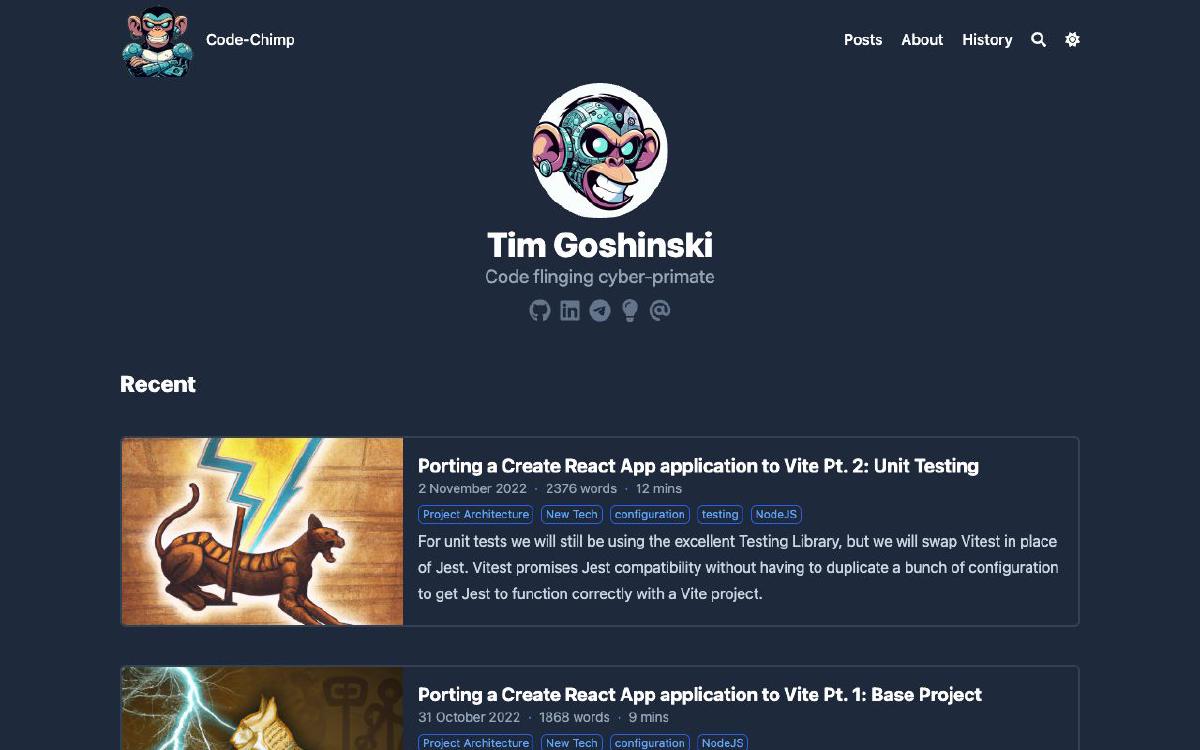 Code-Chimp
Posts About History
Tim Goshinski
Code flinging cyber-primate
Recent
Porting a Create React App application to Vite Pt. 2: Unit Testing
2 November 2022 · 2376 words · 12 mins
Project Architecture New Tech configuration testing NodeJS
For unit tests we will still be using the excellent Testing Library, but we will swap Vitest in place
of Jest. Vitest promises Jest compatibility without having to duplicate a bunch of configuration
to get Jest to function correctly with a Vite project.
Porting a Create React App application to Vite Pt. 1: Base Project
31 October 2022 · 1868 words · 9 mins
Project Architecture New Tech configuration NodeJS